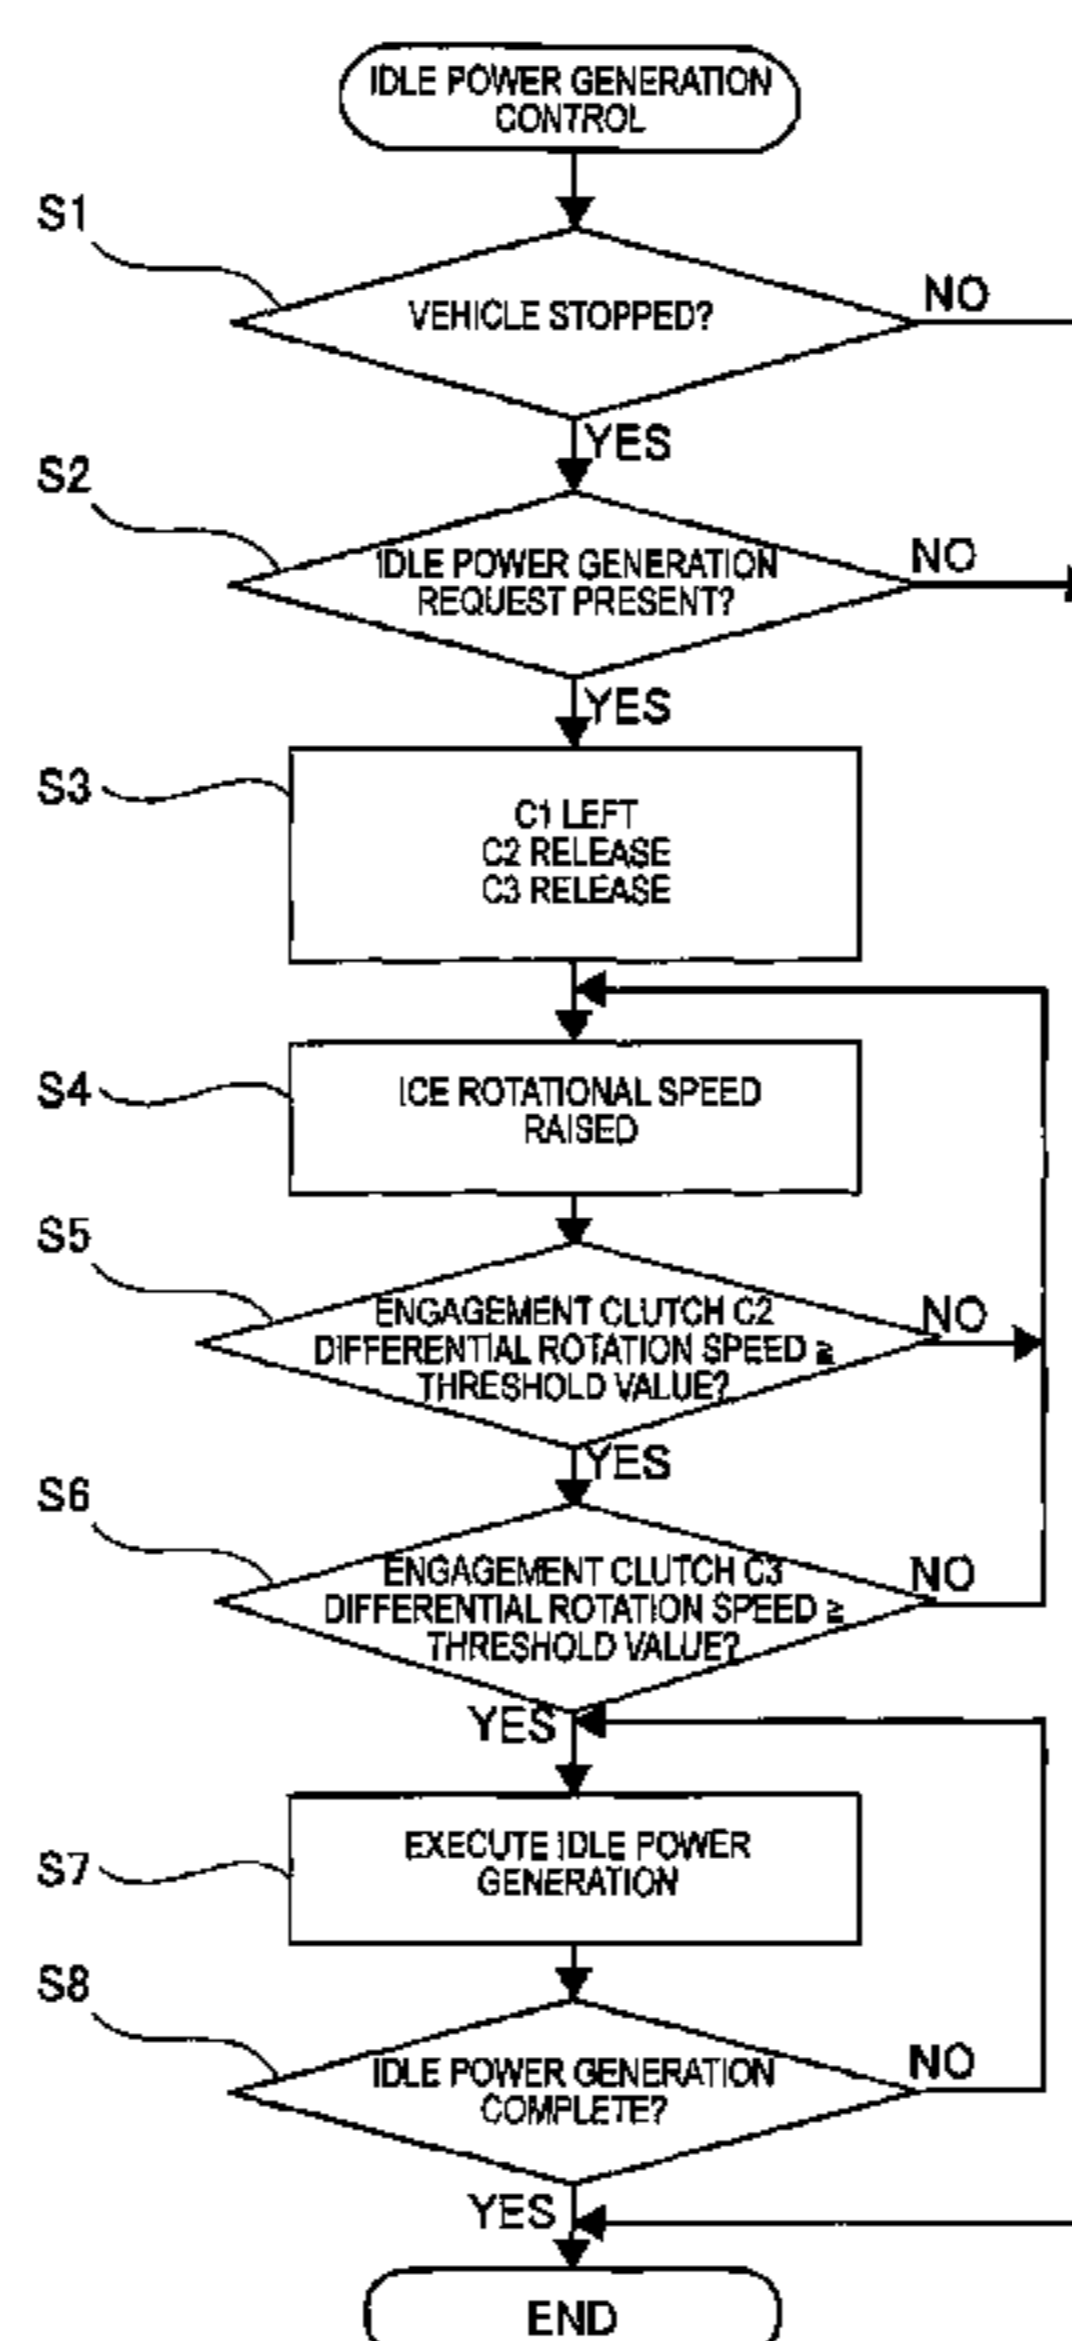 IDLE POWER GENERATION
CONTROL
S1
VEHICLE STOPPED?
NO
YES
S2
IDLE POWER GENERATION
REQUEST PRESENT?
NO
YES
S3
C1 LEFT
C2 RELEASE
C3 RELEASE
S4
ICE ROTATIONAL SPEED
RAISED
S5
ENGAGEMENT CLUTCH C2
DIFFERENTIAL ROTATION SPEED ≧
THRESHOLD VALUE?
NO
YES
S6
ENGAGEMENT CLUTCH C3
DIFFERENTIAL ROTATION SPEED ≧
THRESHOLD VALUE?
NO
YES
S7
EXECUTE IDLE POWER
GENERATION
S8
IDLE POWER GENERATION
COMPLETE?
NO
YES
END